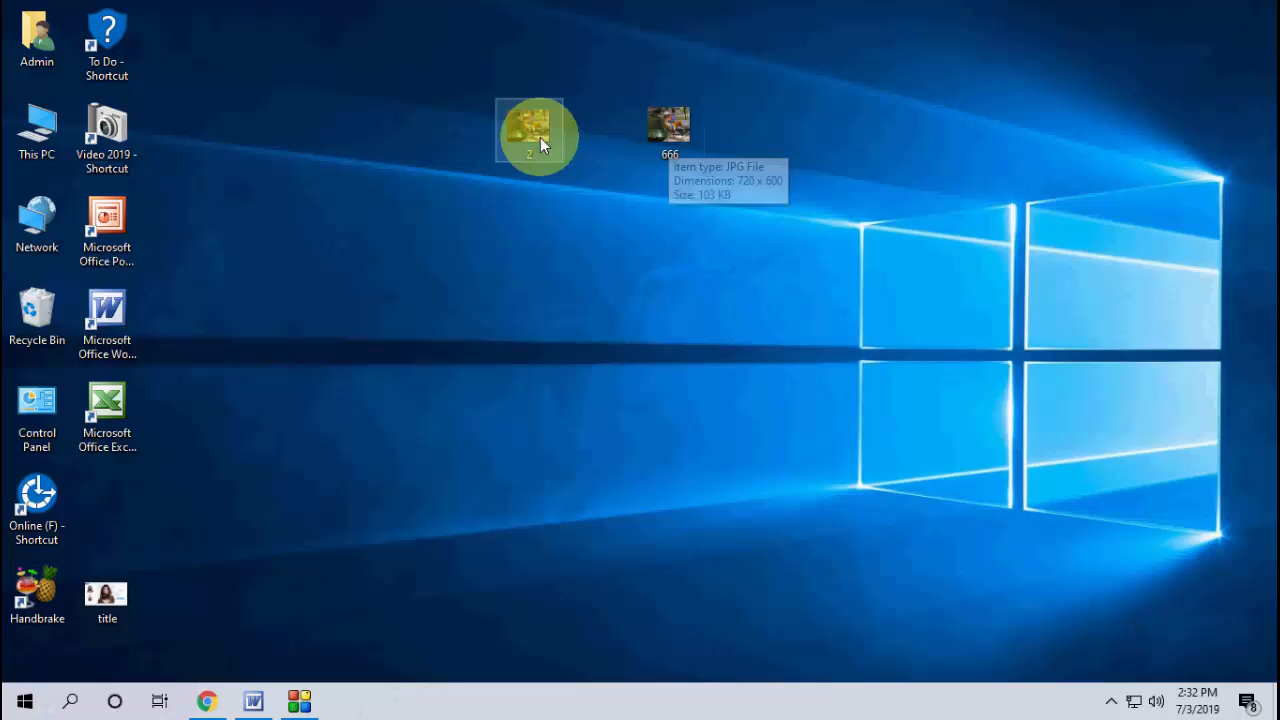 Admin
To Do -
Shortcut
This PC
Video 2019 -
Shortcut
Network
Microsoft
Office Po...
Recycle Bin
Microsoft
Office Wo...
Control
Panel
Microsoft
Office Exc...
Online (F) -
Shortcut
Handbrake
title
2
666
Item type: JPG File
Dimensions: 720 x 600
Size: 103 KB
2:32 PM
7/3/2019
8